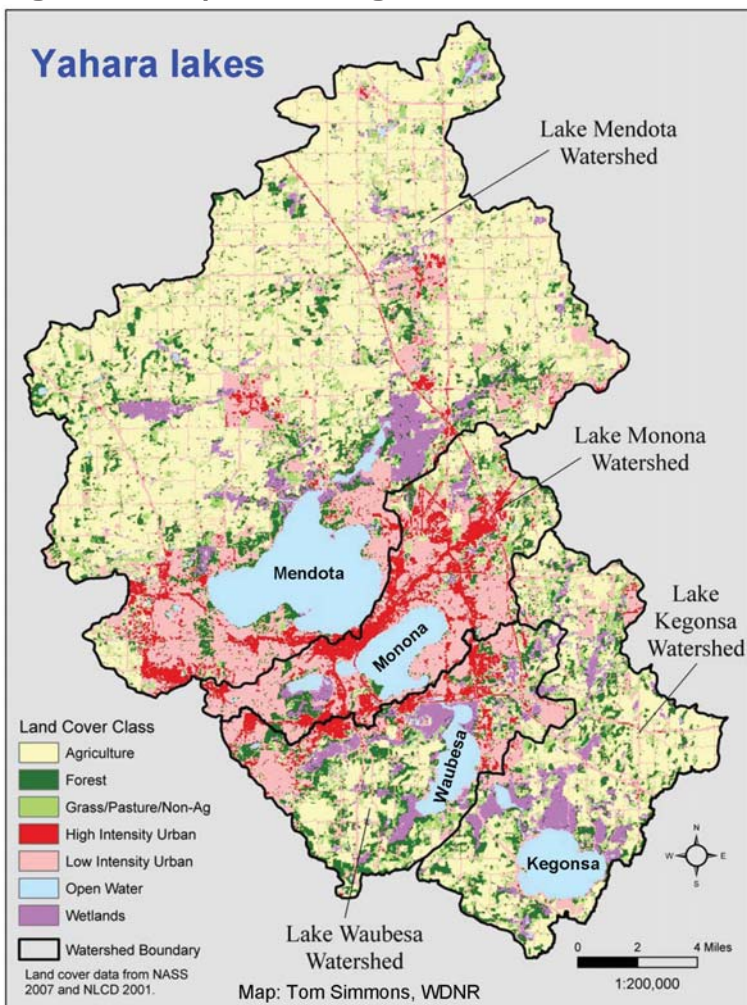 Yahara lakes
Lake Mendota
Watershed
Lake Monona
Watershed
Mendota
Lake
Kegonsa
Watershed
Monona
Land Cover Class
Agriculture
Forest
Grass/Pasture/Non-Ag
High Intensity Urban
Low Intensity Urban
Open Water
Wetlands
Watershed Boundary
Land cover data from NASS
2007 and NLCD 2001.
Waubesa
Kegonsa
N
W E
S
Lake Waubesa
Watershed
0 2 4 Miles
1:200,000
Map: Tom Simmons, WDNR